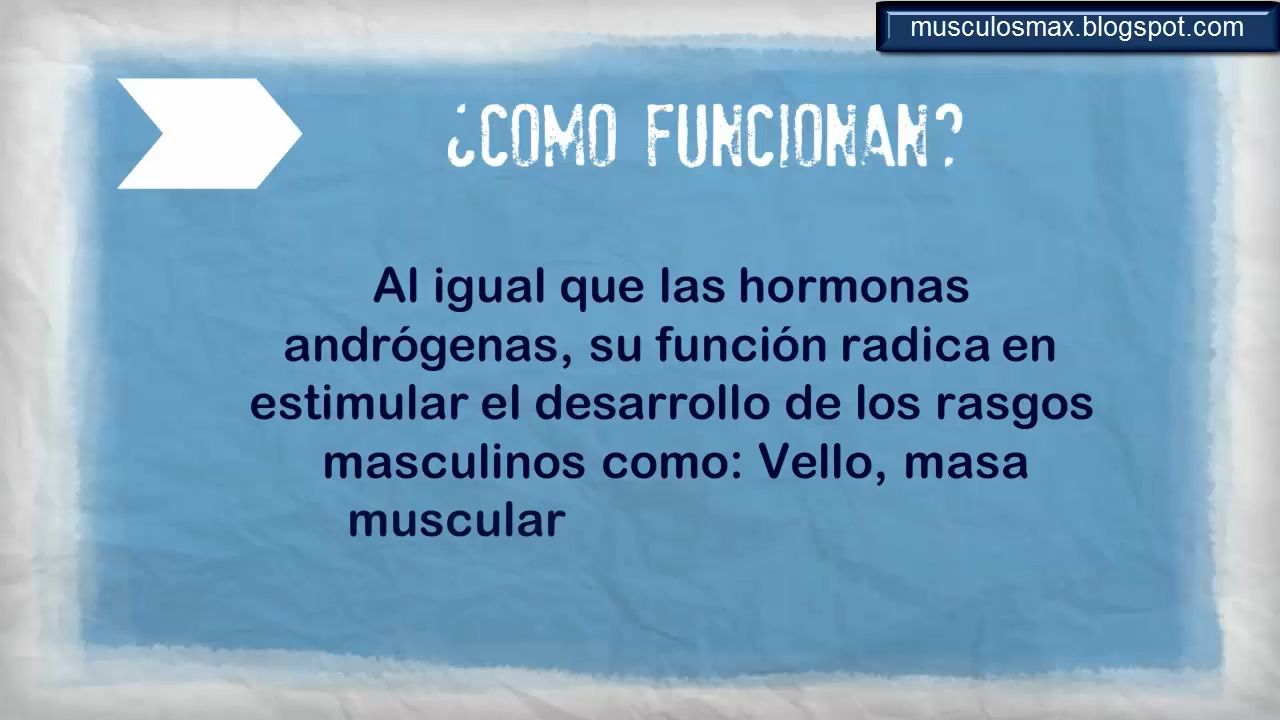 musculosmax.blogspot.com
¿COMO FUNCIONAN?
Al igual que las hormonas
andrógenas, su función radica en
estimular el desarrollo de los rasgos
masculinos como: Vello, masa
muscular